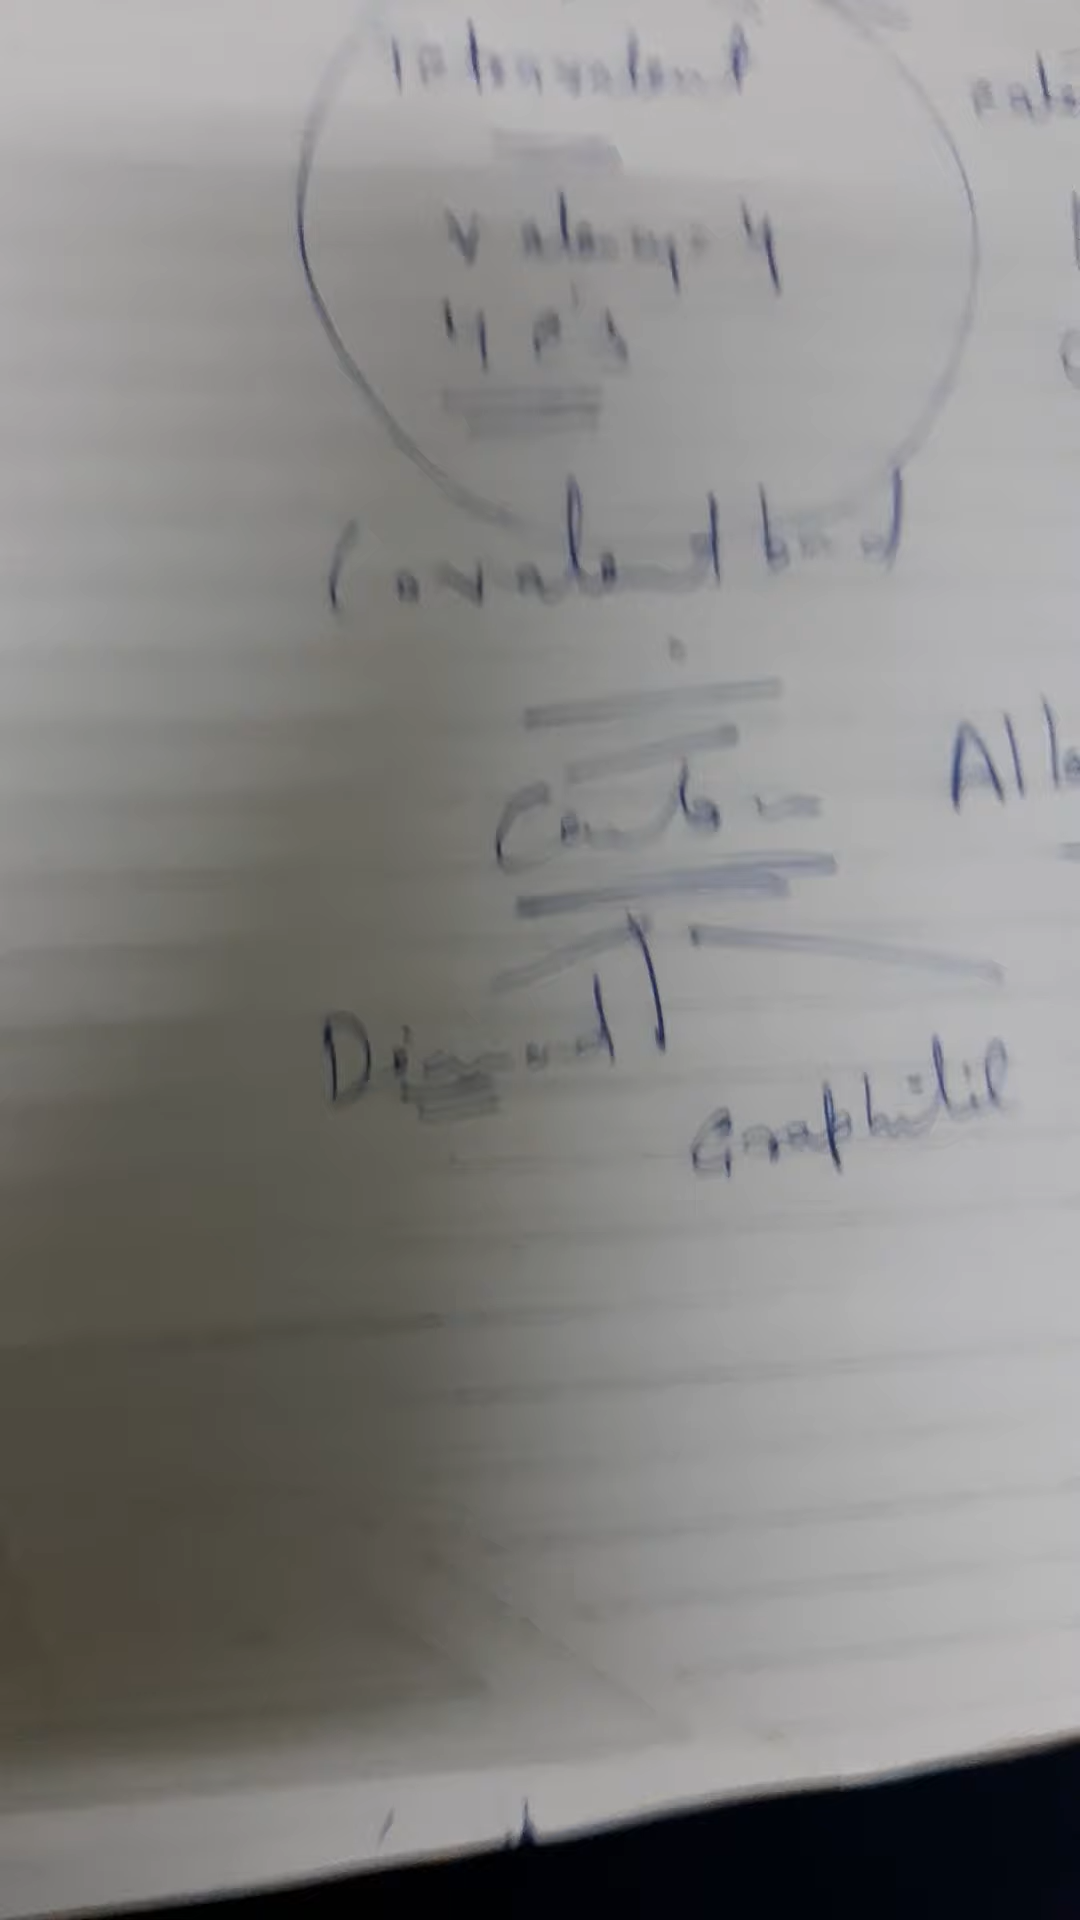 Tetravalent
Valency = 4
4 e's
Covalent bond
Carbon
Diamond
Graphite